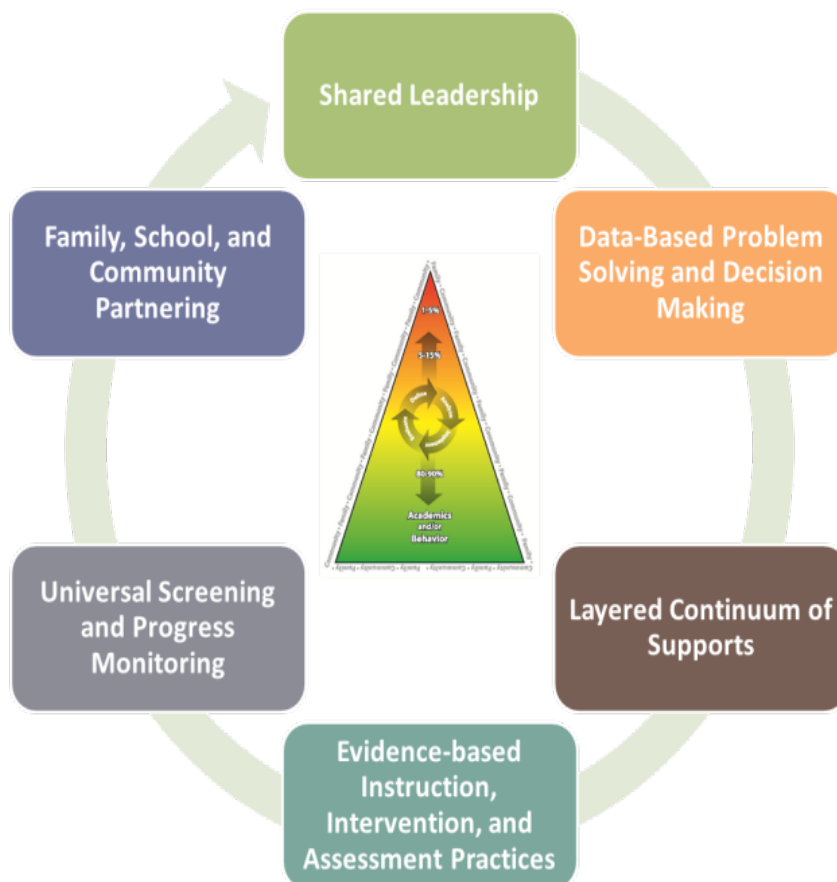 Shared Leadership
Data-Based Problem
Solving and Decision
Making
Layered Continuum of
Supports
Evidence-based
Instruction,
Intervention, and
Assessment Practices
Universal Screening
and Progress
Monitoring
Family, School, and
Community
Partnering
1-5%
5-15%
80-90%
Academics
and/or
Behavior